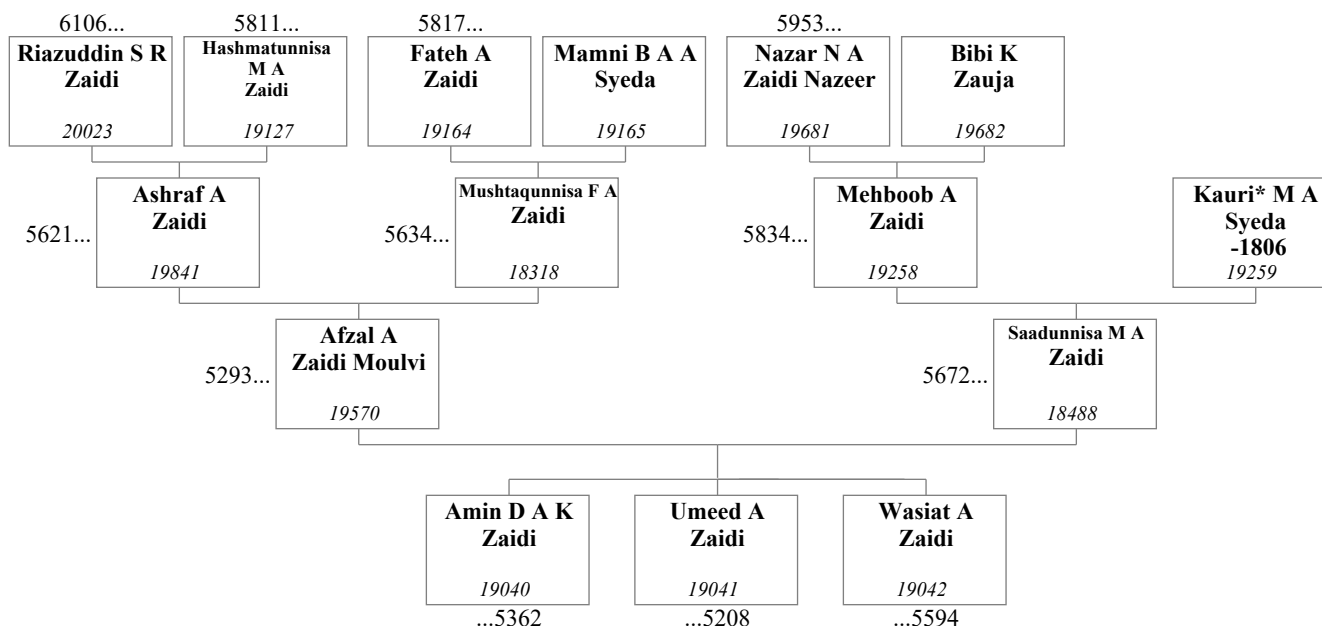 6106...
5811...
5817...
5953...
Riazuddin S R
Zaidi
20023
Hashmatunnisa
M A
Zaidi
19127
Fateh A
Zaidi
19164
Mamni B A A
Syeda
19165
Nazar N A
Zaidi Nazeer
19681
Bibi K
Zauja
19682
5621...
Ashraf A
Zaidi
19841
5634...
Mushtaqunnisa F A
Zaidi
18318
5834...
Mehboob A
Zaidi
19258
Kauri* M A
Syeda
-1806
19259
5293...
Afzal A
Zaidi Moulvi
19570
5672...
Saadunnisa M A
Zaidi
18488
Amin D A K
Zaidi
19040
...5362
Umeed A
Zaidi
19041
...5208
Wasiat A
Zaidi
19042
...5594